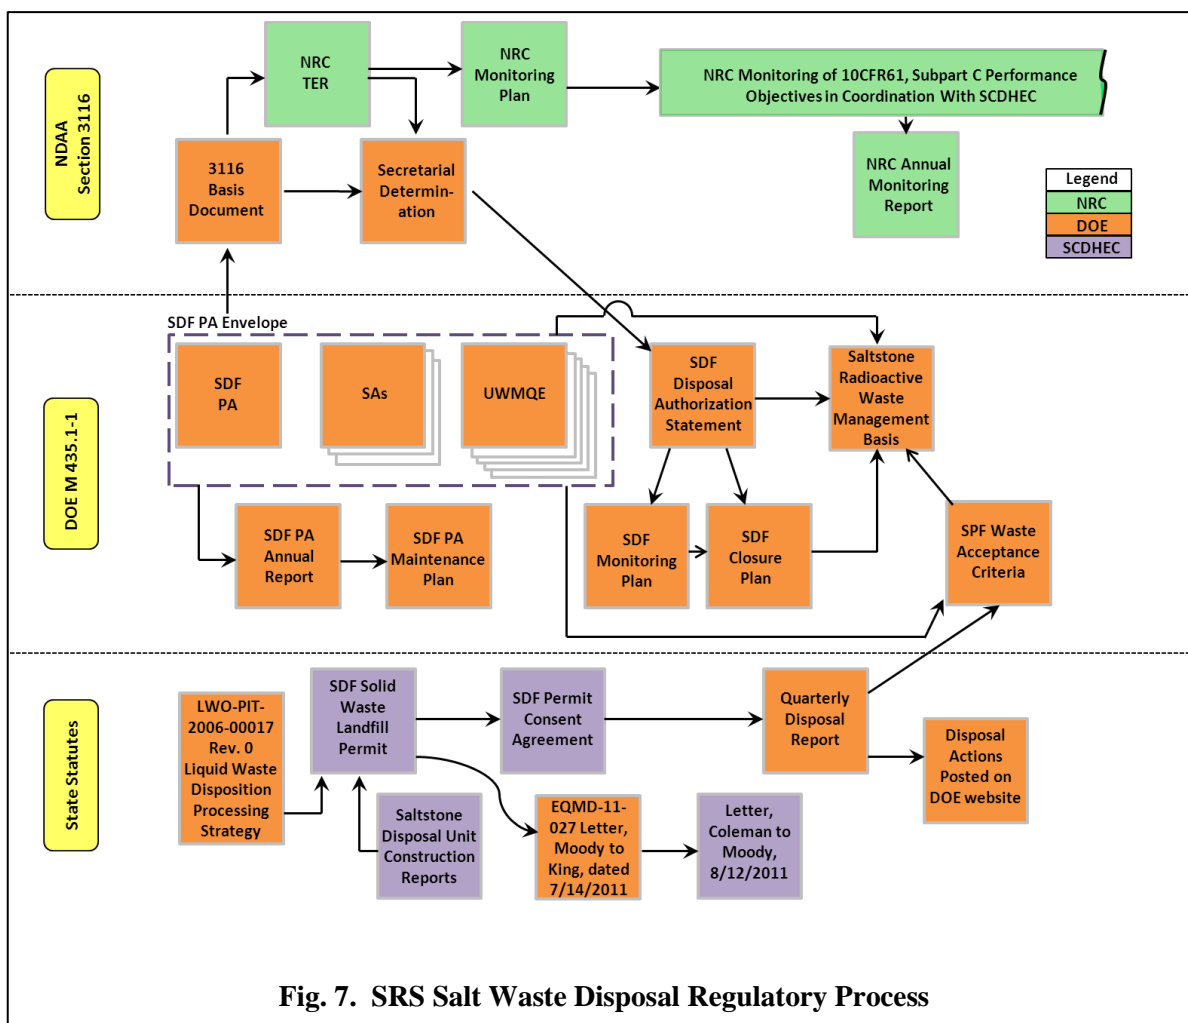 NDAA
Section 3116
NRC
TER
NRC
Monitoring
Plan
NRC Monitoring of 10CFR61, Subpart C Performance
Objectives in Coordination With SCDHEC
3116
Basis
Document
Secretarial
Determin-
ation
NRC Annual
Monitoring
Report
Legend
NRC
DOE
SCDHEC
DOE M 435.1-1
SDF PA Envelope
SDF
PA
SAs
UWMQE
SDF
Disposal
Authorization
Statement
Saltstone
Radioactive
Waste
Management
Basis
SDF PA
Annual
Report
SDF PA
Maintenance
Plan
SDF
Monitoring
Plan
SDF
Closure
Plan
SPF Waste
Acceptance
Criteria
State Statutes
LWO-PIT-
2006-00017
Rev. 0
Liquid Waste
Disposition
Processing
Strategy
SDF Solid
Waste
Landfill
Permit
SDF Permit
Consent
Agreement
Quarterly
Disposal
Report
Disposal
Actions
Posted on
DOE website
Saltstone
Disposal Unit
Construction
Reports
EQMD-11-
027 Letter,
Moody to
King, dated
7/14/2011
Letter,
Coleman to
Moody,
8/12/2011
Fig. 7. SRS Salt Waste Disposal Regulatory Process